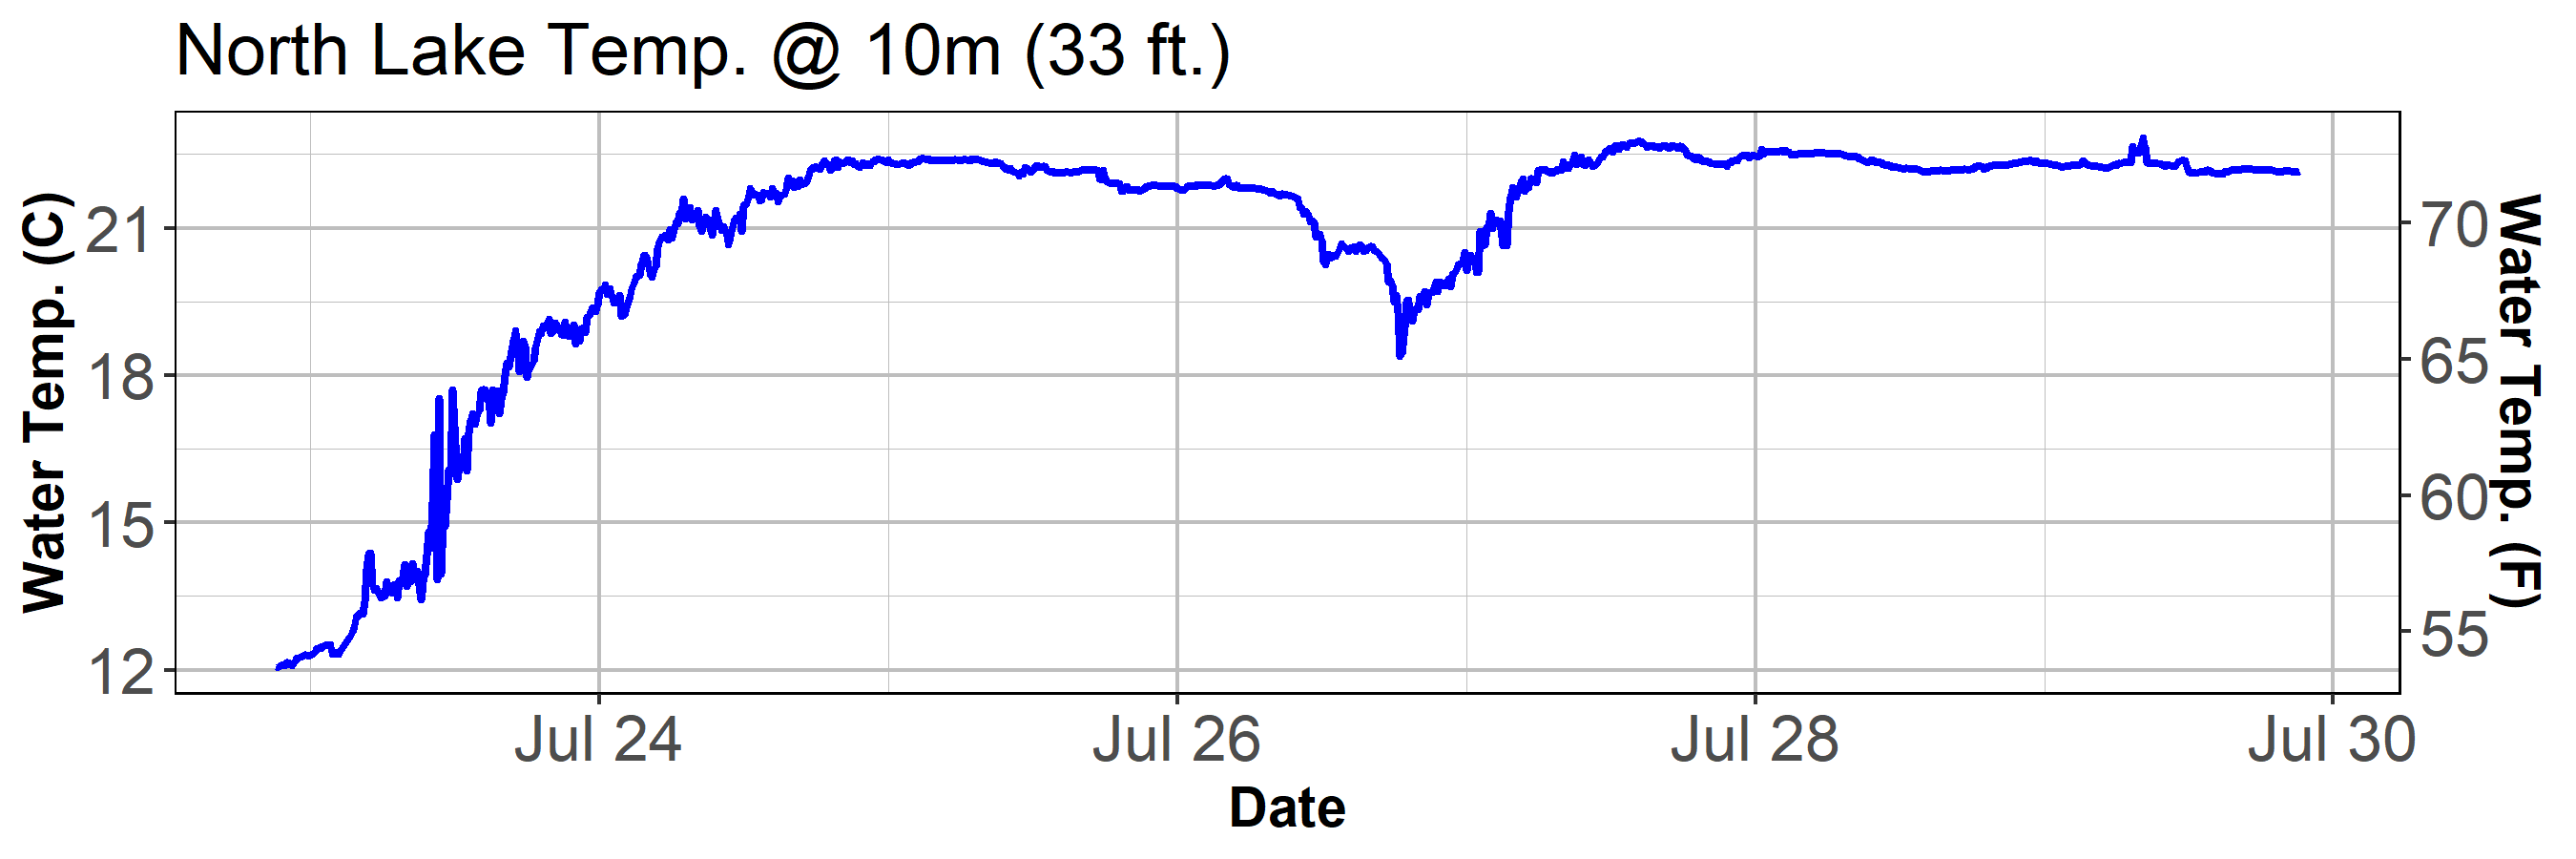 North Lake Temp. @ 10m (33 ft.)
Water Temp. (C)
21
18
15
12
70
65
60
55
Water Temp. (F)
Jul 24
Jul 26
Jul 28
Jul 30
Date